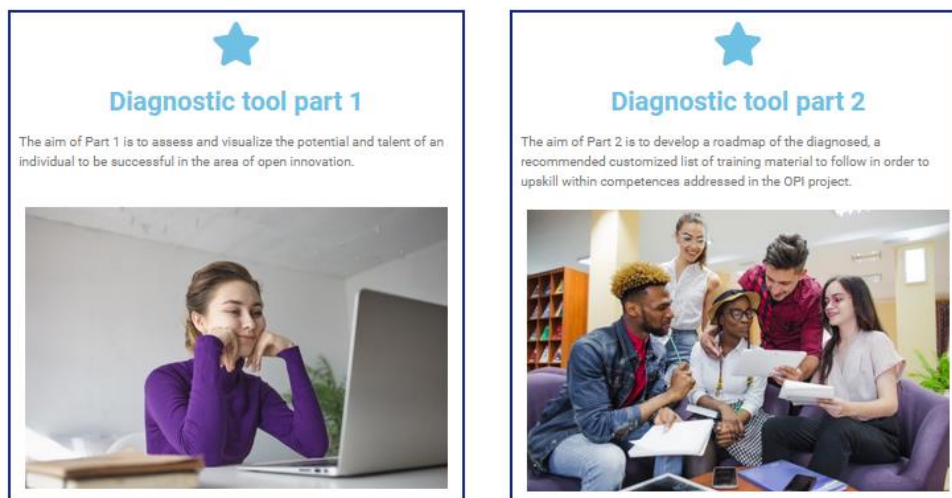 Diagnostic tool part 1
The aim of Part 1 is to assess and visualize the potential and talent of an
individual to be successful in the area of open innovation.
Diagnostic tool part 2
The aim of Part 2 is to develop a roadmap of the diagnosed, a
recommended customized list of training material to follow in order to
upskill within competences addressed in the OPI project.